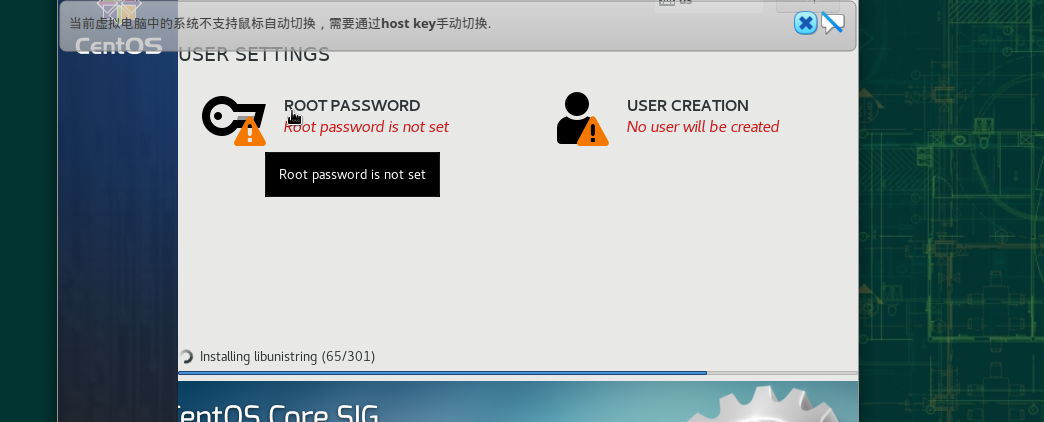 当前虚拟电脑中的系统不支持鼠标自动切换，需要通过host key手动切换.
CentOS
USER SETTINGS
ROOT PASSWORD
Root password is not set
USER CREATION
No user will be created
Root password is not set
Installing libunistring (65/301)
entOS Core SIG